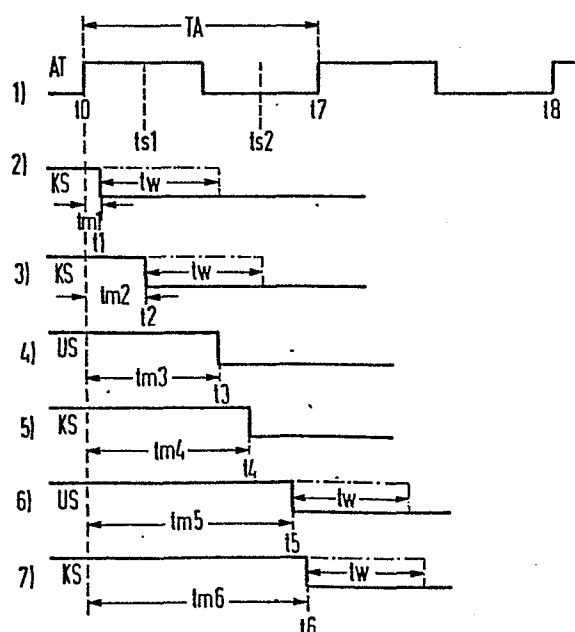 TA
1) AT
t0 t7 t8
ts1 ts2
2) KS tw
tm1
t1
3) KS tw
tm2
t2
4) US
tm3
t3
5) KS
tm4
t4
6) US tw
tm5
t5
7) KS tw
tm6
t6